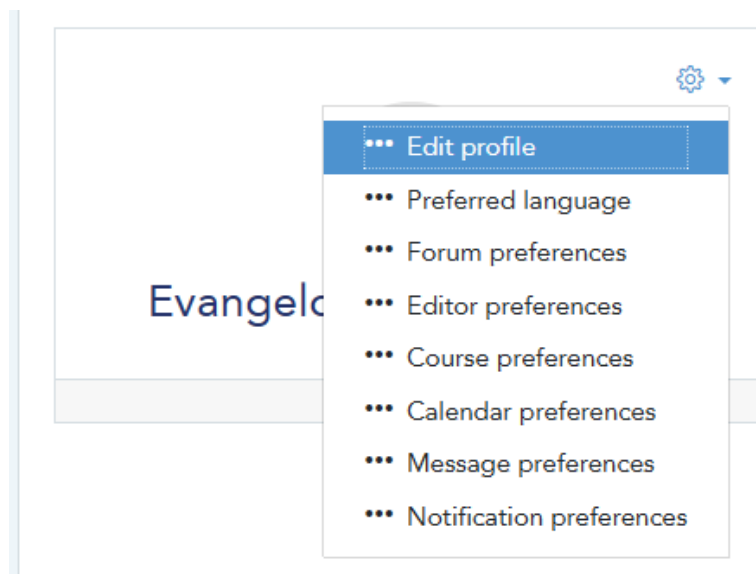 Edit profile
Preferred language
Forum preferences
Editor preferences
Course preferences
Calendar preferences
Message preferences
Notification preferences